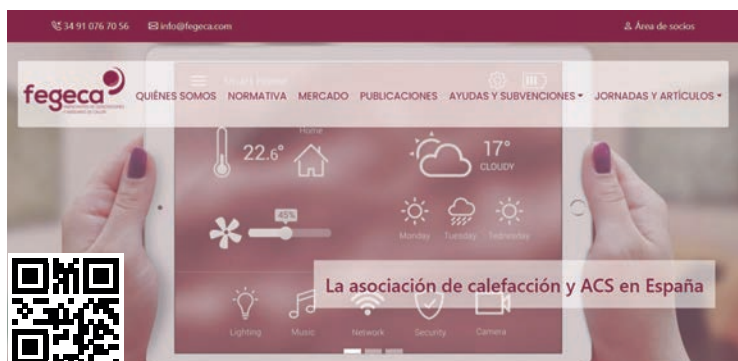 34 91 076 70 56 info@fegeca.com Área de socios
fegeca
QUIÉNES SOMOS NORMATIVA MERCADO PUBLICACIONES AYUDAS Y SUBVENCIONES JORNADAS Y ARTÍCULOS
Home
22.6° 17°
CLOUDY
45%
Monday Tuesday Wednesday
La asociación de calefacción y ACS en España
Lighting Music Network Security Camera